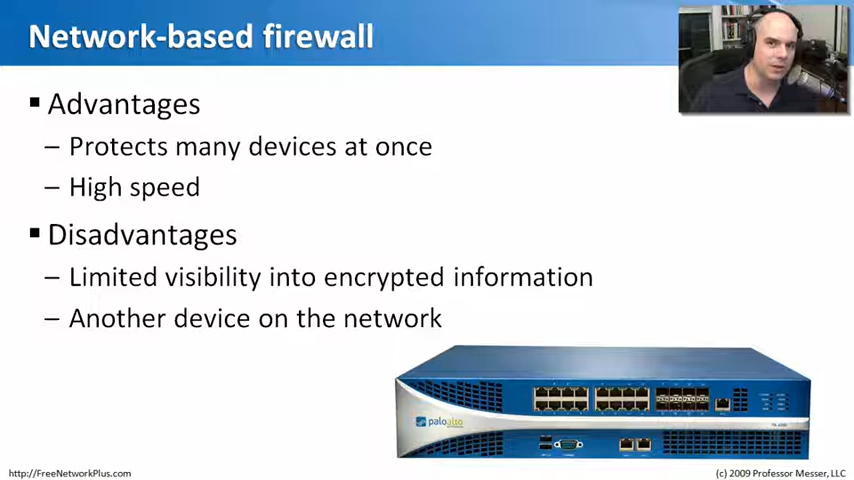 Network-based firewall
▪ Advantages
– Protects many devices at once
– High speed
▪ Disadvantages
– Limited visibility into encrypted information
– Another device on the network
paloalto
http://FreeNetworkPlus.com
(c) 2009 Professor Messer, LLC